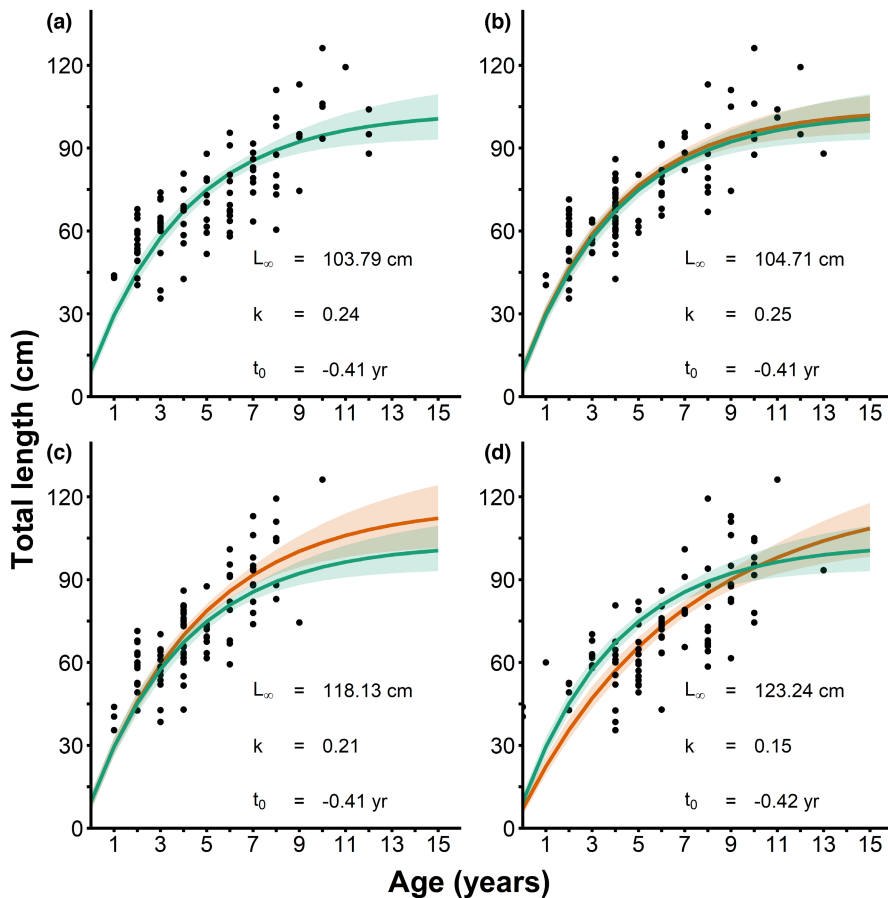 (a)
120
90
60
30
0
L∞ = 103.79 cm
k = 0.24
t0 = -0.41 yr
1 3 5 7 9 11 13 15
(b)
120
90
60
30
0
L∞ = 104.71 cm
k = 0.25
t0 = -0.41 yr
1 3 5 7 9 11 13 15
Total length (cm)
(c)
120
90
60
30
0
L∞ = 118.13 cm
k = 0.21
t0 = -0.41 yr
1 3 5 7 9 11 13 15
(d)
120
90
60
30
0
L∞ = 123.24 cm
k = 0.15
t0 = -0.42 yr
1 3 5 7 9 11 13 15
Age (years)